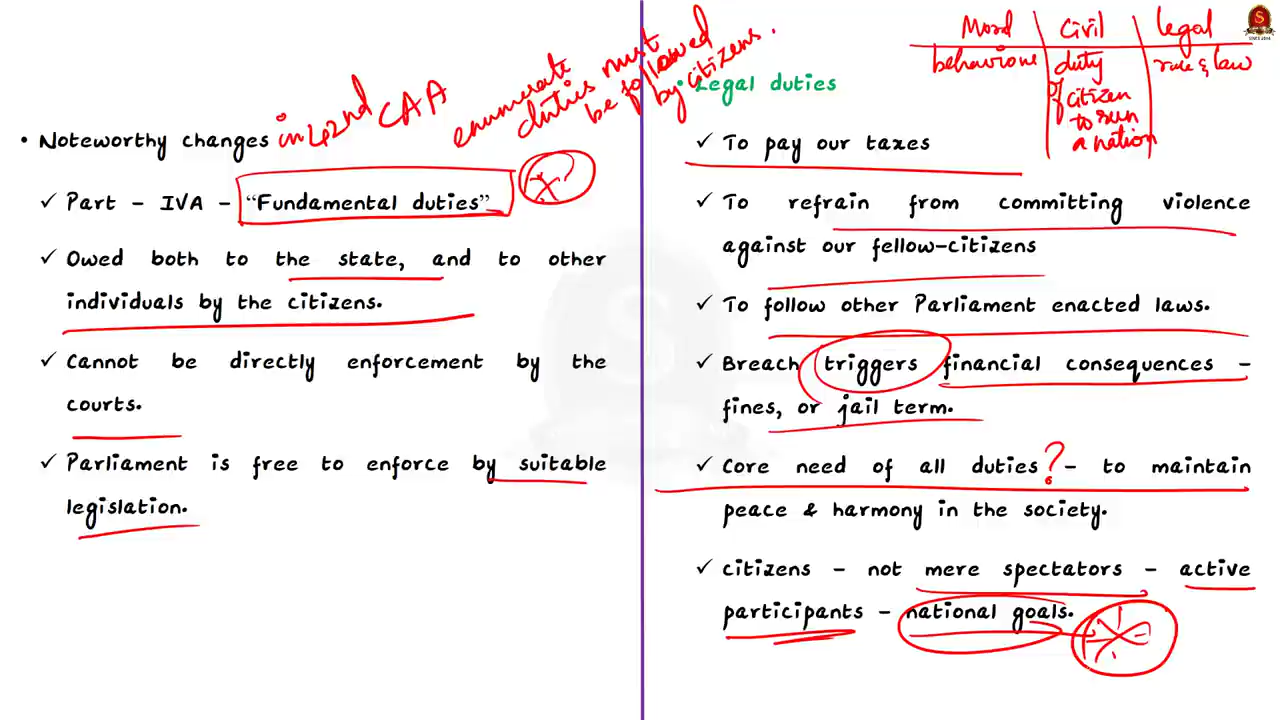 in 42nd CAA
enumerate
duties must
be followed
by citizens.
• Noteworthy changes
✓ Part - IVA - “Fundamental duties”
✓ Owed both to the state, and to other
individuals by the citizens.
✓ Cannot be directly enforcement by the
courts.
✓ Parliament is free to enforce by suitable
legislation.
Moral Civil legal
behaviour duty rule & law
of
citizen
to run
a nation
• Legal duties
✓ To pay our taxes
✓ To refrain from committing violence
against our fellow-citizens
✓ To follow other Parliament enacted laws.
✓ Breach triggers financial consequences -
fines, or jail term.
✓ Core need of all duties? - to maintain
peace & harmony in the society.
✓ Citizens - not mere spectators - active
participants - national goals.